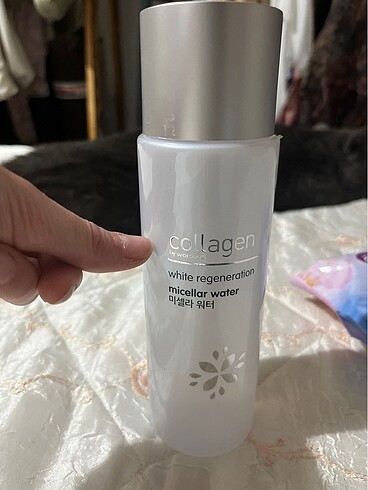 collagen
white regeneration
micellar water
미셀라 워터